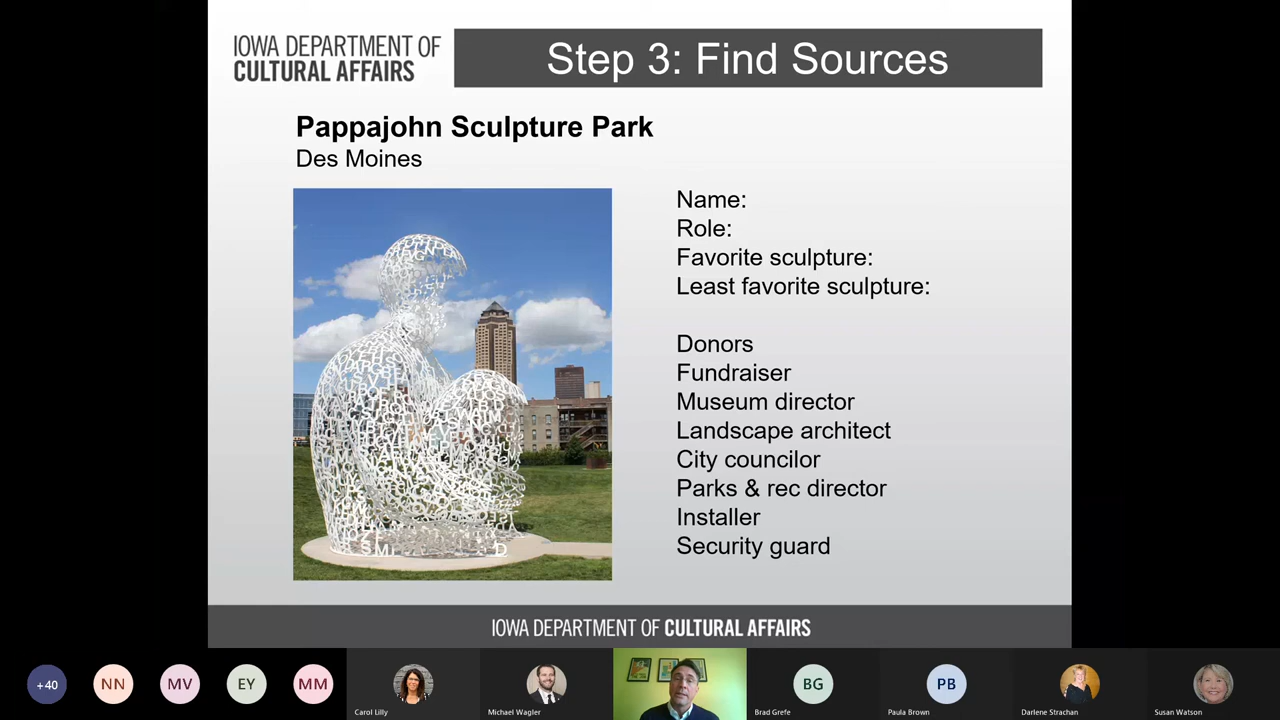 IOWA DEPARTMENT OF
CULTURAL AFFAIRS
Step 3: Find Sources
Pappajohn Sculpture Park
Des Moines
Name:
Role:
Favorite sculpture:
Least favorite sculpture:
Donors
Fundraiser
Museum director
Landscape architect
City councilor
Parks & rec director
Installer
Security guard
IOWA DEPARTMENT OF CULTURAL AFFAIRS
+40
NN
MV
EY
MM
BG
PB
Carol Lilly
Michael Wagler
Brad Grefe
Paula Brown
Darlene Strachan
Susan Watson